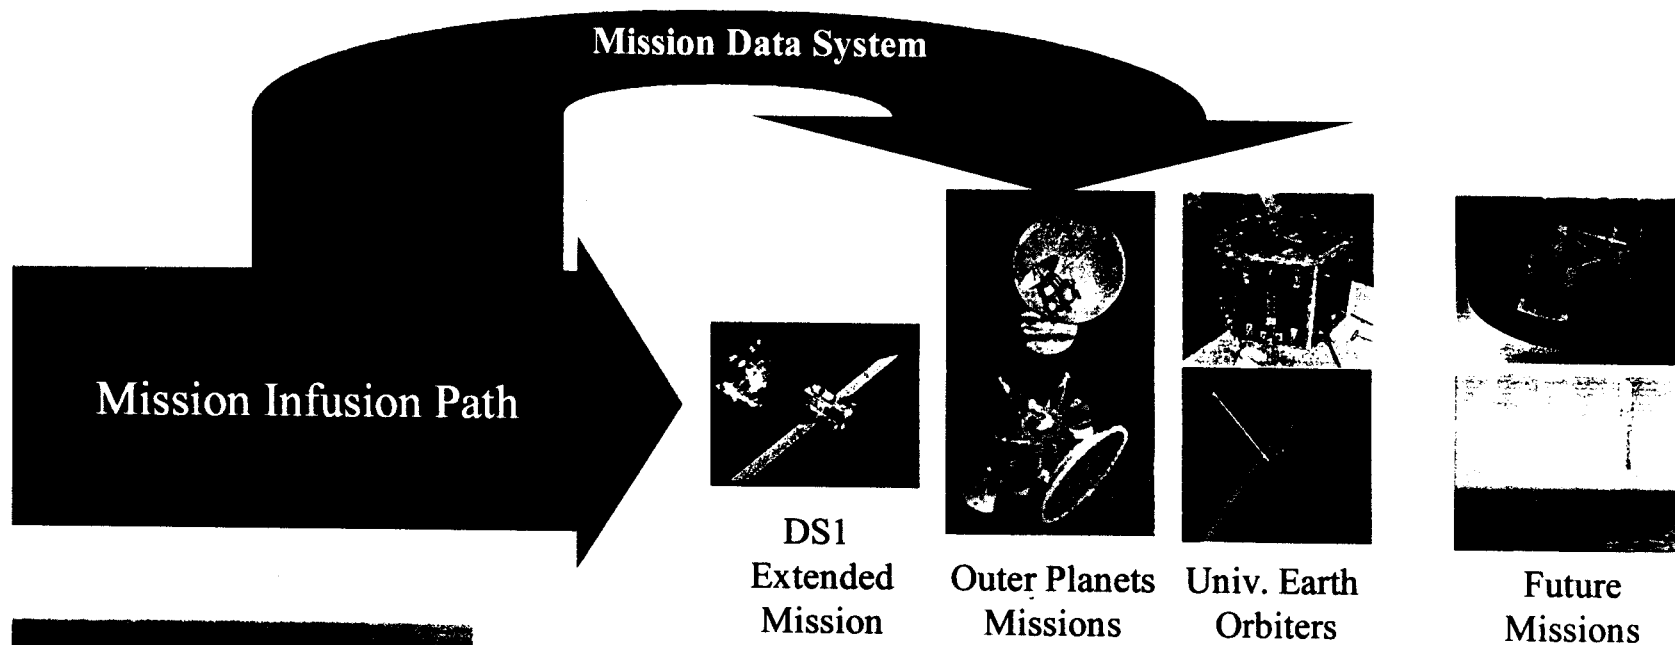 Mission Data System
Mission Infusion Path
DS1
Extended
Mission
Outer Planets
Missions
Univ. Earth
Orbiters
Future
Missions